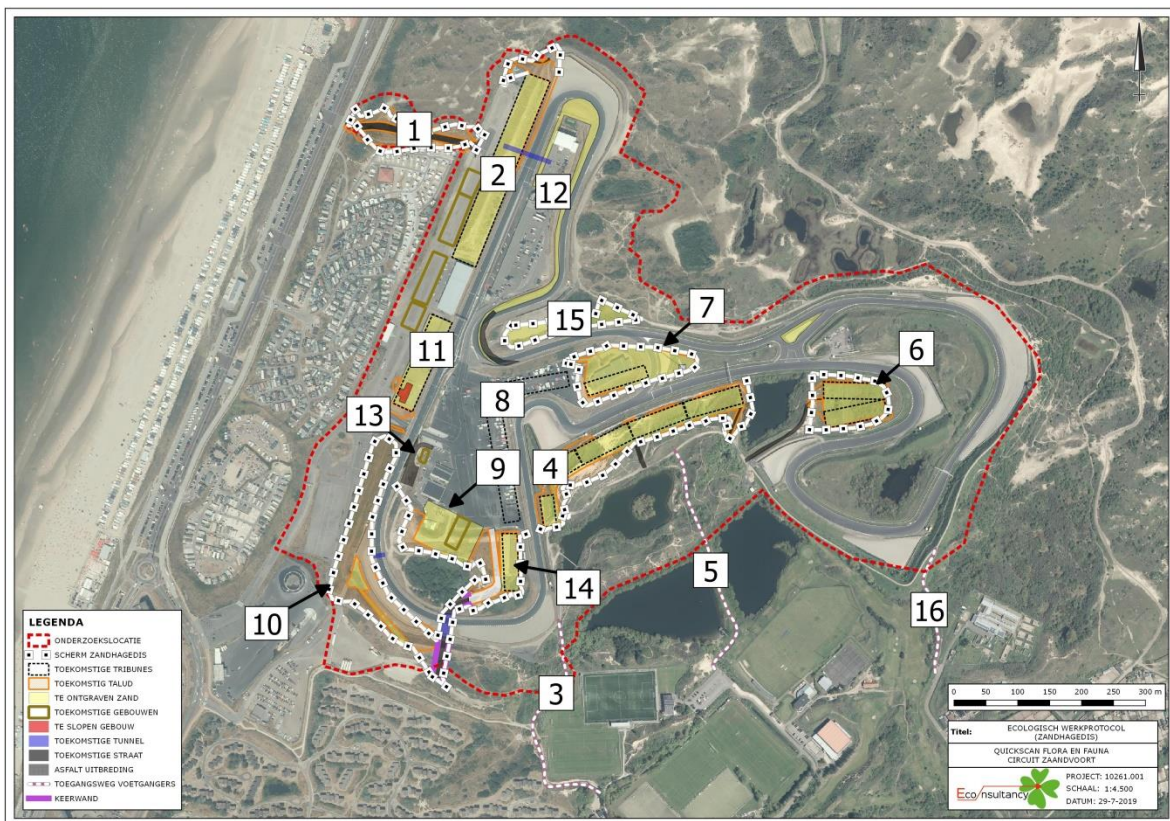 1
2
12
15
7
11
6
8
13
9
4
14
5
10
16
3
LEGENDA
ONDERZOEKSLOCATIE
SCHERM ZANDHAGEDIS
TOEKOMSTIGE TRIBUNES
TOEKOMSTIG TALUD
TE ONTGRAVEN ZAND
TOEKOMSTIGE GEBOUWEN
TE SLOPEN GEBOUW
TOEKOMSTIGE TUNNEL
TOEKOMSTIGE STRAAT
ASFALT UITBREDING
TOEGANGSWEG VOETGANGERS
KEERWAND
0 50 100 150 200 250 300 m
Titel: ECOLOGISCH WERKPROTOCOL
(ZANDHAGEDIS)
QUICKSCAN FLORA EN FAUNA
CIRCUIT ZAANDVOORT
Econsultancy
PROJECT: 10261.001
SCHAAL: 1:4.500
DATUM: 29-7-2019